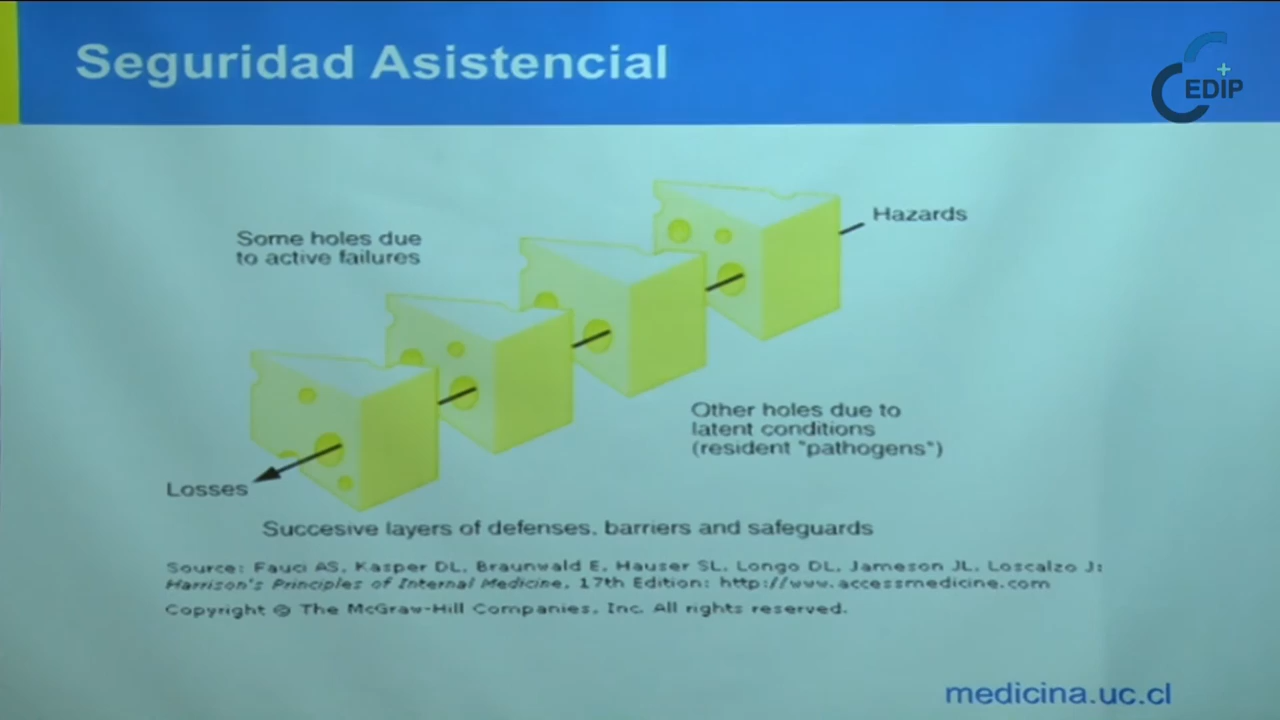 Seguridad Asistencial
EDIP
Hazards
Some holes due
to active failures
Other holes due to
latent conditions
(resident "pathogens")
Losses
Succesive layers of defenses, barriers and safeguards
Source: Fauci AS, Kasper DL, Braunwald E, Hauser SL, Longo DL, Jameson JL, Loscalzo J:
Harrison's Principles of Internal Medicine, 17th Edition: http://www.accessmedicine.com
Copyright © The McGraw-Hill Companies, Inc. All rights reserved.
medicina.uc.cl